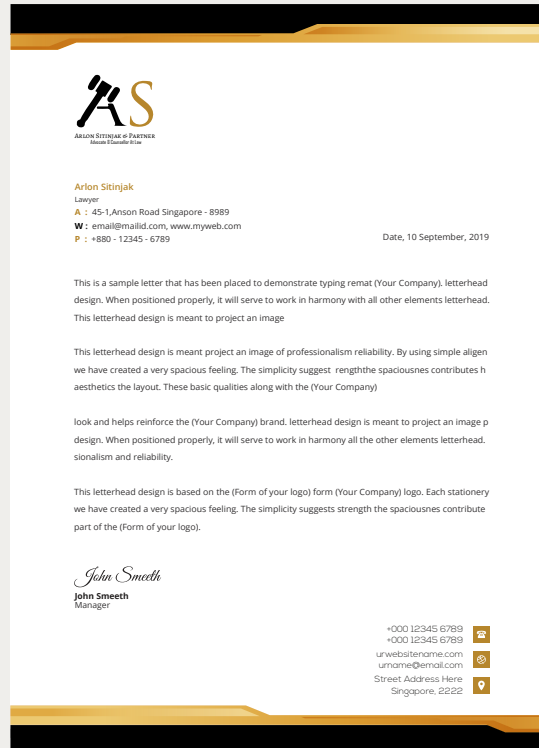 AS
ARLON SITINJAK & PARTNER
Advocate & Counsellor At Law
Arlon Sitinjak
Lawyer
A : 45-1,Anson Road Singapore - 8989
W : email@mailid.com, www.myweb.com
P : +880 - 12345 - 6789
Date, 10 September, 2019
This is a sample letter that has been placed to demonstrate typing remat (Your Company). letterhead
design. When positioned properly, it will serve to work in harmony with all other elements letterhead.
This letterhead design is meant to project an image
This letterhead design is meant project an image of professionalism reliability. By using simple aligen
we have created a very spacious feeling. The simplicity suggest rengththe spaciousnes contributes h
aesthetics the layout. These basic qualities along with the (Your Company)
look and helps reinforce the (Your Company) brand. letterhead design is meant to project an image p
design. When positioned properly, it will serve to work in harmony all the other elements letterhead.
sionalism and reliability.
This letterhead design is based on the (Form of your logo) form (Your Company) logo. Each stationery
we have created a very spacious feeling. The simplicity suggests strength the spaciousnes contribute
part of the (Form of your logo).
John Smeeth
John Smeeth
Manager
+000 12345 6789
+000 12345 6789
urwebsitename.com
urname@email.com
Street Address Here
Singapore, 2222